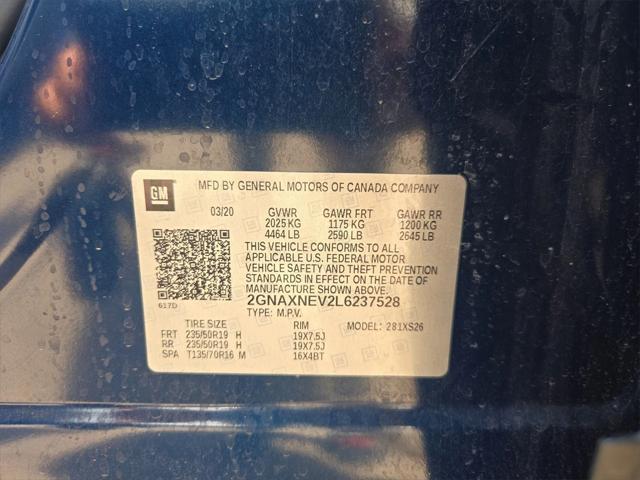 GM
MFD BY GENERAL MOTORS OF CANADA COMPANY
03/20 GVWR GAWR FRT GAWR RR
2025 KG 1175 KG 1200 KG
4464 LB 2590 LB 2645 LB
THIS VEHICLE CONFORMS TO ALL
APPLICABLE U.S. FEDERAL MOTOR
VEHICLE SAFETY AND THEFT PREVENTION
STANDARDS IN EFFECT ON THE DATE OF
MANUFACTURE SHOWN ABOVE.
617D 2GNAXNEV2L6237528
TYPE: M.P.V.
TIRE SIZE RIM MODEL: 281XS26
FRT 235/50R19 H 19X7.5J
RR 235/50R19 H 19X7.5J
SPA T135/70R16 M 16X4BT